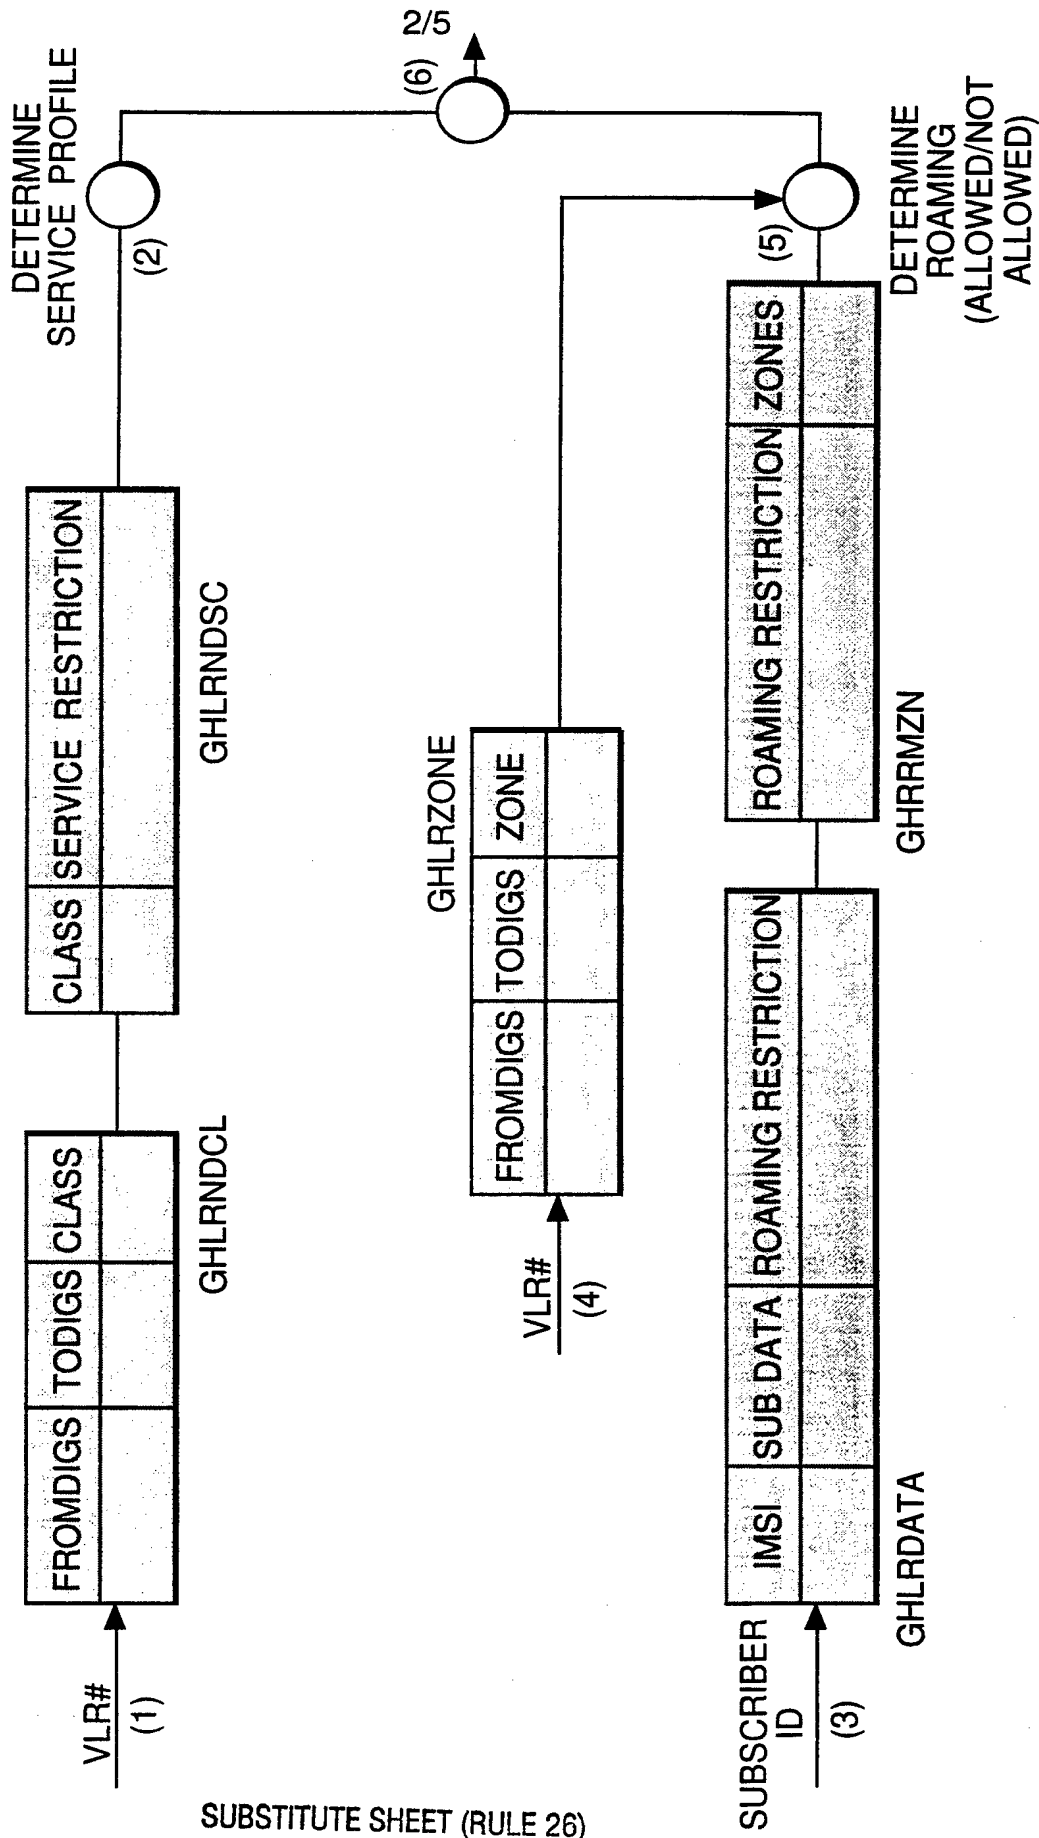 DETERMINE
SERVICE PROFILE
(2)
CLASS SERVICE RESTRICTION
GHLRNDSC
FROMDIGS TODIGS CLASS
GHLRNDCL
VLR#
(1)
2/5
(6)
GHLRZONE
FROMDIGS TODIGS ZONE
VLR#
(4)
(5)
DETERMINE
ROAMING
(ALLOWED/NOT
ALLOWED)
ROAMING RESTRICTION ZONES
GHRRMZN
IMSI SUB DATA ROAMING RESTRICTION
GHLRDATA
SUBSCRIBER
ID
(3)
SUBSTITUTE SHEET (RULE 26)